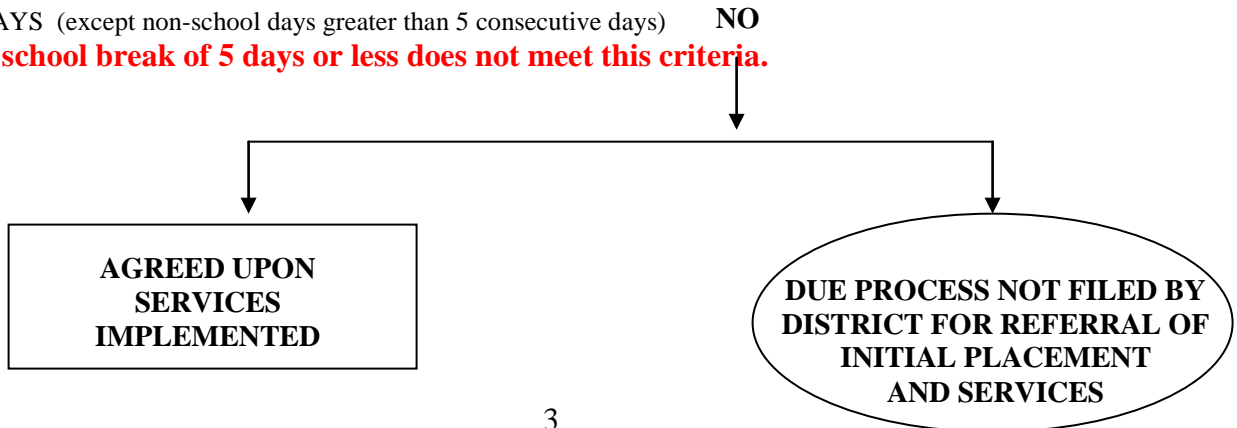 (except non-school days greater than 5 consecutive days) NO
school break of 5 days or less does not meet this criteria.
AGREED UPON
SERVICES
IMPLEMENTED
DUE PROCESS NOT FILED BY
DISTRICT FOR REFERRAL OF
INITIAL PLACEMENT
AND SERVICES
3